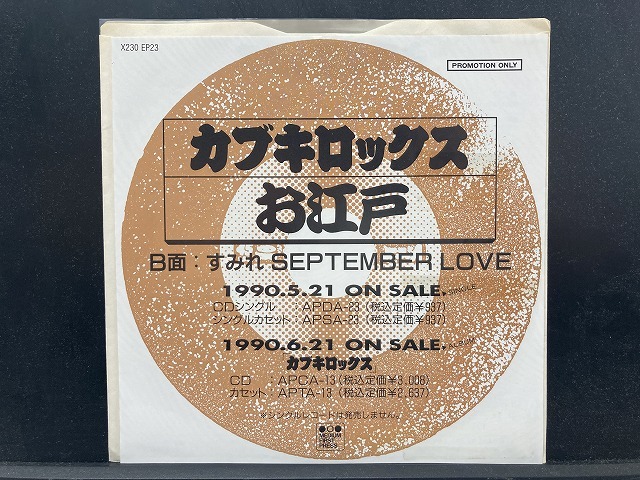 X230 EP23
PROMOTION ONLY
カブキロックス
お江戸
B面：すみれ SEPTEMBER LOVE
1990.5.21 ON SALE. SINGLE
CDシングル：APDA-23（税込定価¥937）
シングルカセット：APSA-23（税込定価¥937）
1990.6.21 ON SALE. ALBUM
カブキロックス
CD：APCA-13（税込定価¥3,008）
カセット：APTA-13（税込定価¥2,637）
※シングルレコードは発売しません。
MEDIUM
PRESS